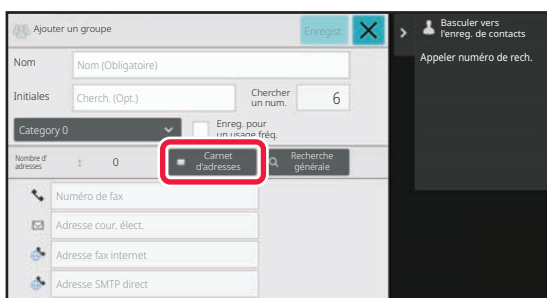 Ajouter un groupe
Enregist.
Nom
Nom (Obligatoire)
Initiales
Cherch. (Opt.)
Chercher
un num.
6
Category 0
Enreg. pour
un usage fréq.
Nombre d'
adresses
:
0
Carnet
d'adresses
Recherche
générale
Numéro de fax
Adresse cour. élect.
Adresse fax internet
Adresse SMTP direct
Basculer vers
l'enreg. de contacts
Appeler numéro de rech.